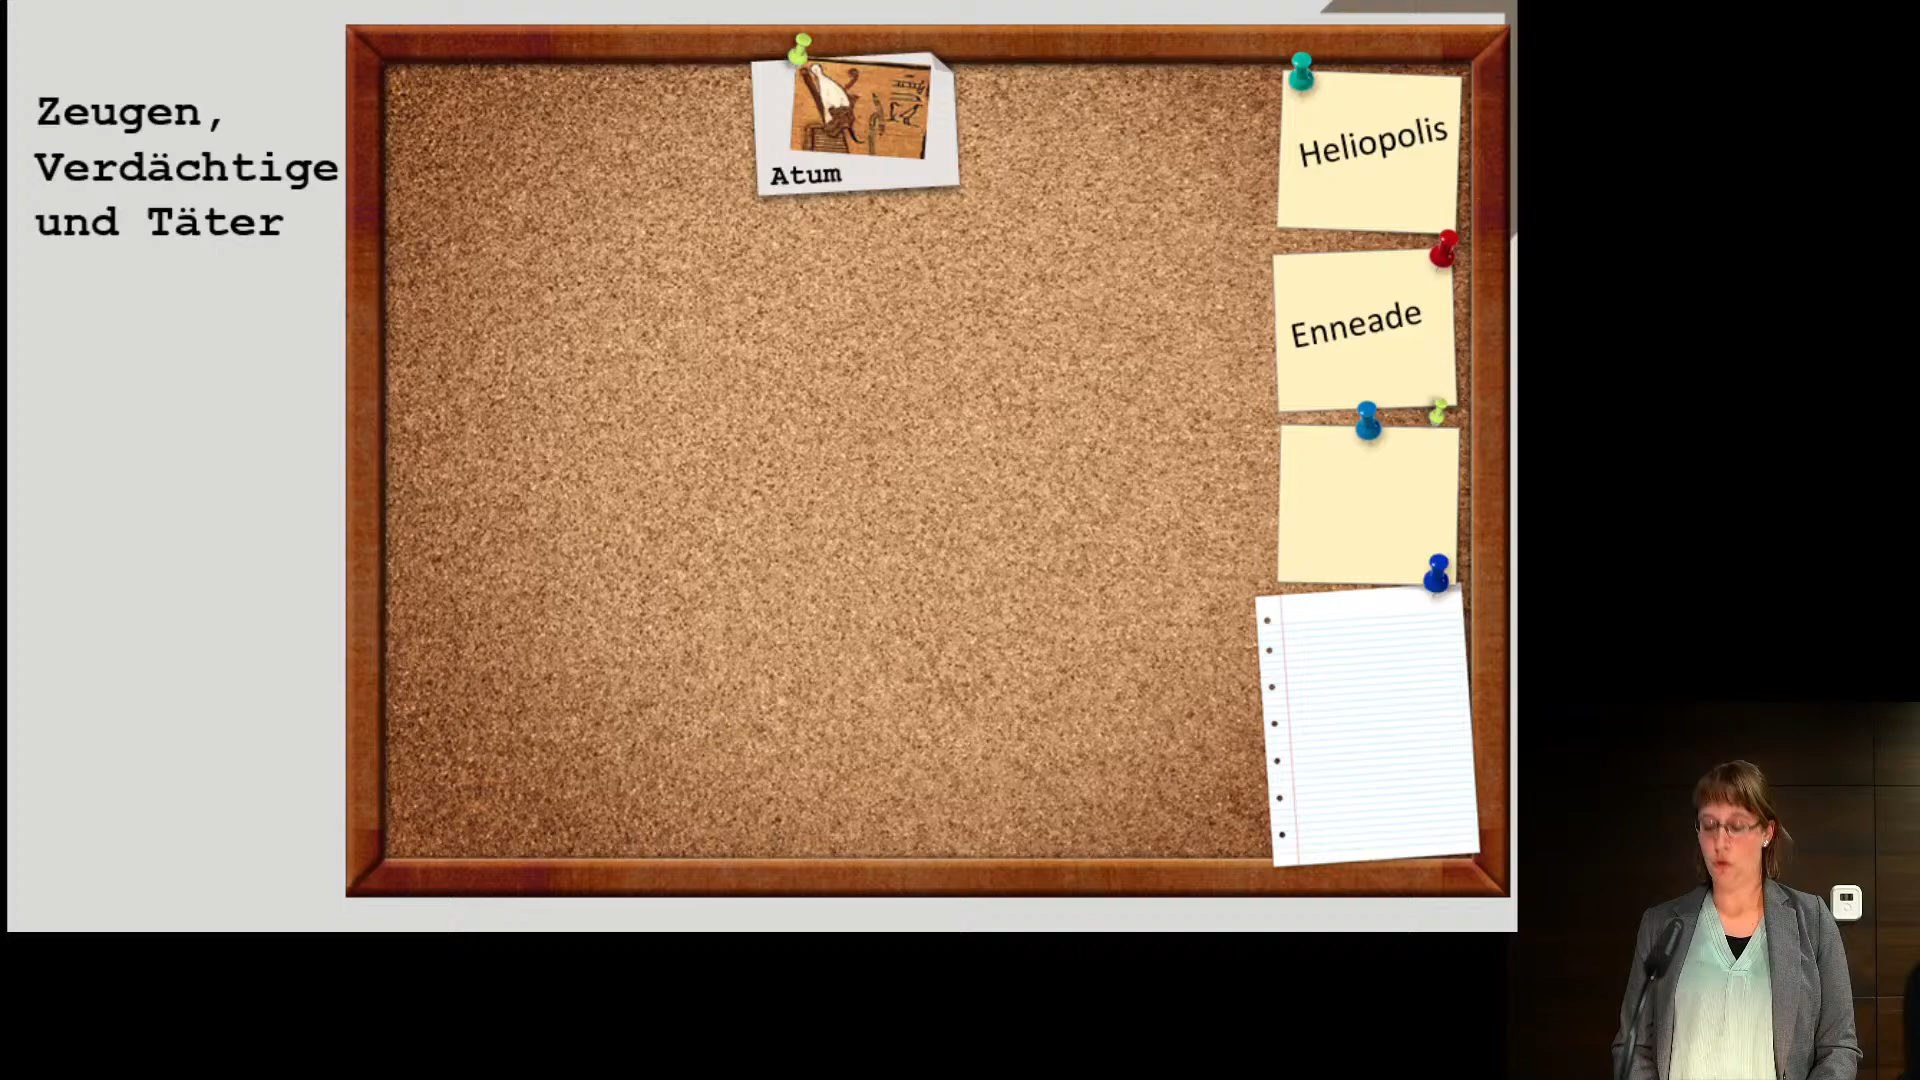 Zeugen,
Verdächtige
und Täter
Atum
Heliopolis
Enneade